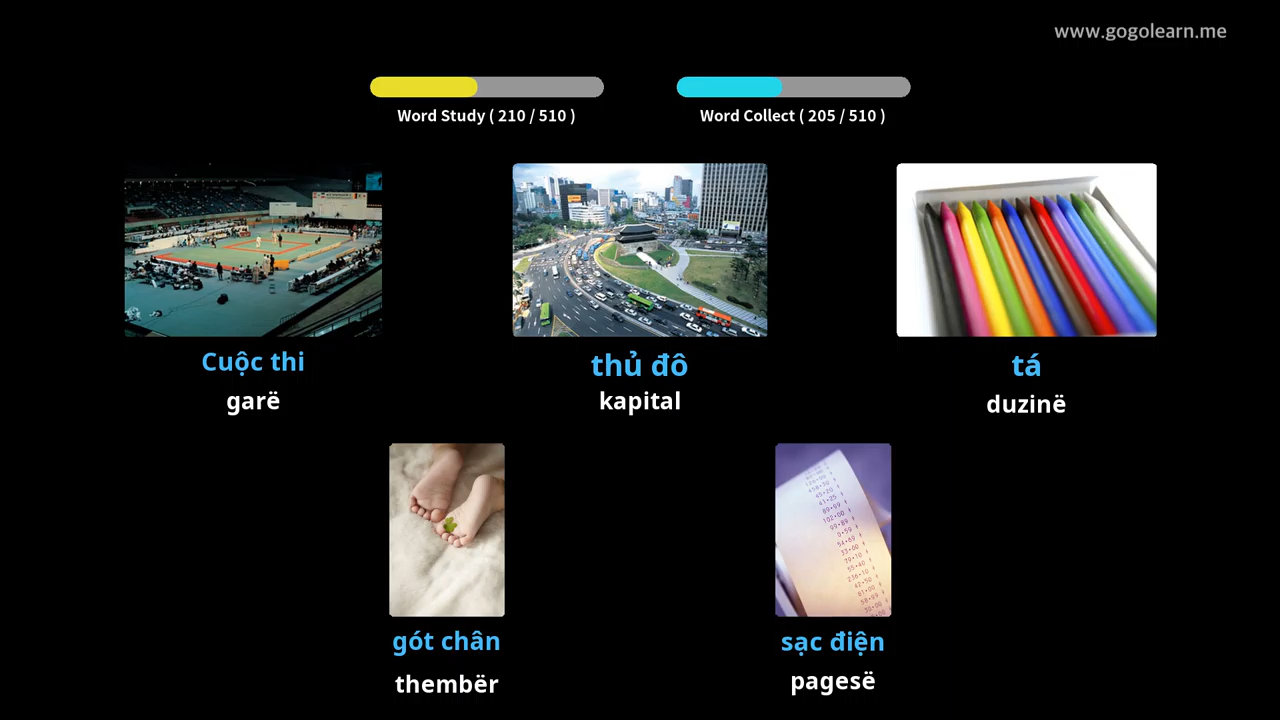 www.gogolearn.me
Word Study ( 210 / 510 )
Word Collect ( 205 / 510 )
Cuộc thi
garë
thủ đô
kapital
tá
duzinë
gót chân
thembër
sạc điện
pagesë